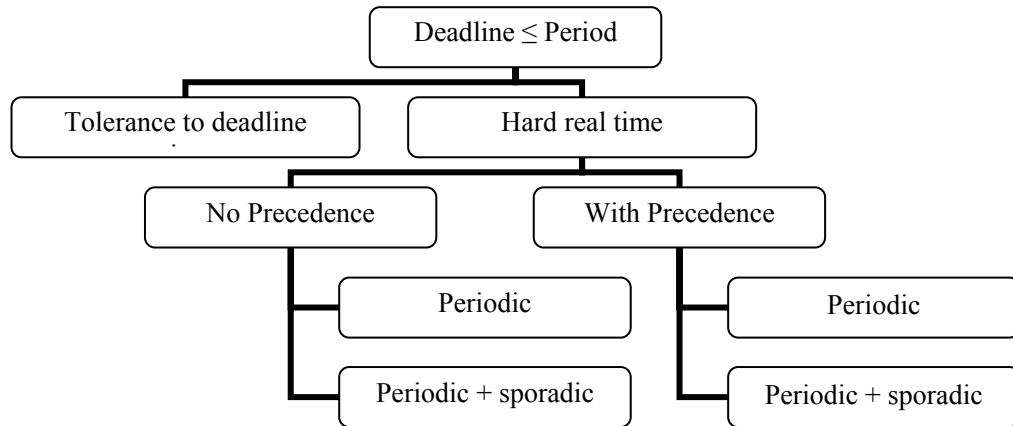 Deadline ≤ Period
Tolerance to deadline
Hard real time
No Precedence
With Precedence
Periodic
Periodic
Periodic + sporadic
Periodic + sporadic